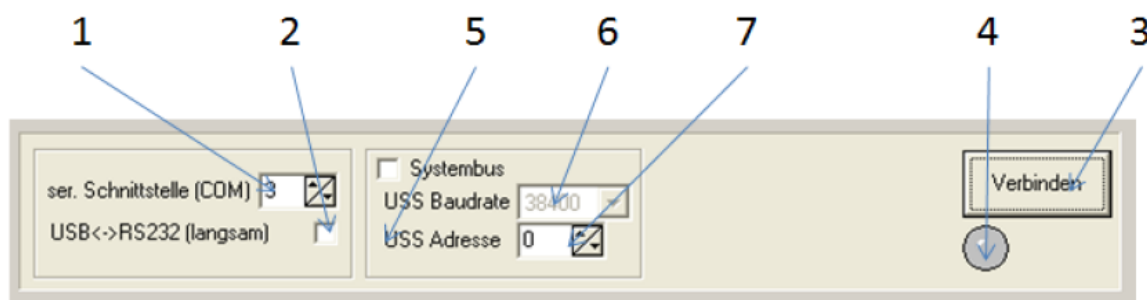 1 2 5 6 7 4 3
Systembus
ser. Schnittstelle (COM) 3
USS Baudrate 38400
Verbinden
USB<->RS232 (langsam)
USS Adresse 0